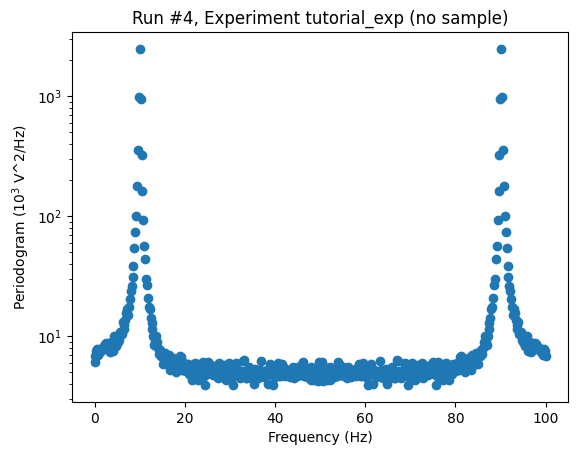 Run #4, Experiment tutorial_exp (no sample)
Periodogram (10³ V^2/Hz)
10³
10²
10¹
0 20 40 60 80 100
Frequency (Hz)